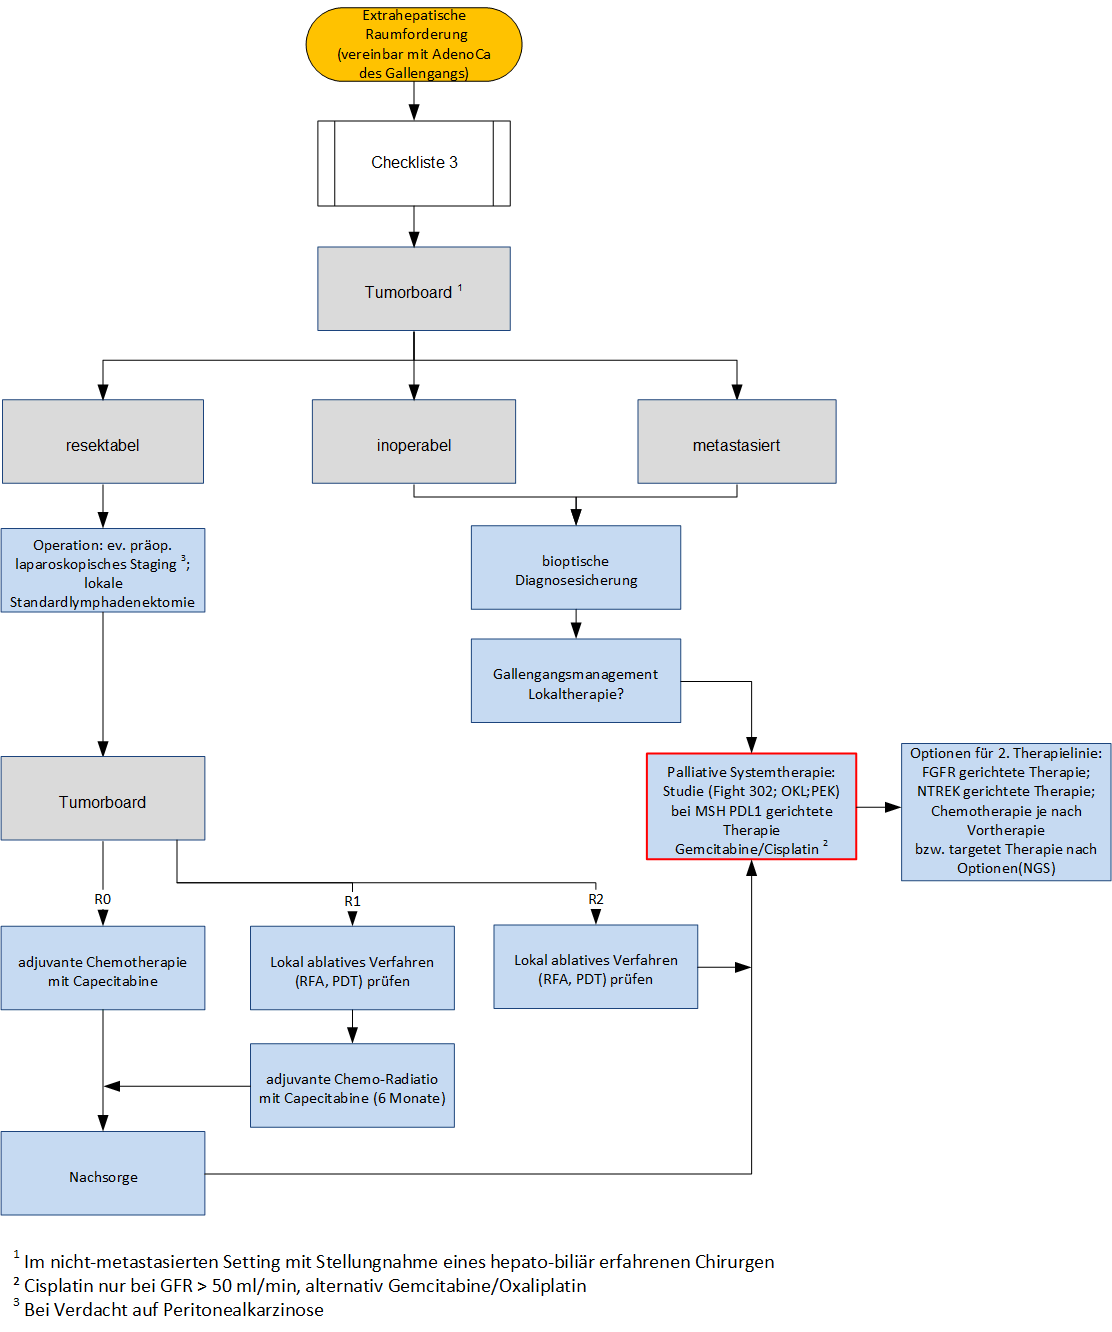 Extrahepatische
Raumforderung
(vereinbar mit AdenoCa
des Gallengangs)
Checkliste 3
Tumorboard ¹
resektabel
inoperabel
metastasiert
Operation: ev. präop.
laparoskopisches Staging ³;
lokale
Standardlymphadenektomie
bioptische
Diagnosesicherung
Gallengangsmanagement
Lokaltherapie?
Tumorboard
Palliative Systemtherapie:
Studie (Fight 302; OKL;PEK)
bei MSH PDL1 gerichtete
Therapie
Gemcitabine/Cisplatin ²
Optionen für 2. Therapielinie:
FGFR gerichtete Therapie;
NTREK gerichtete Therapie;
Chemotherapie je nach
Vortherapie
bzw. targetet Therapie nach
Optionen(NGS)
R0
R1
R2
adjuvante Chemotherapie
mit Capecitabine
Lokal ablatives Verfahren
(RFA, PDT) prüfen
Lokal ablatives Verfahren
(RFA, PDT) prüfen
adjuvante Chemo-Radiatio
mit Capecitabine (6 Monate)
Nachsorge
¹ Im nicht-metastasierten Setting mit Stellungnahme eines hepato-biliär erfahrenen Chirurgen
² Cisplatin nur bei GFR > 50 ml/min, alternativ Gemcitabine/Oxaliplatin
³ Bei Verdacht auf Peritonealkarzinose